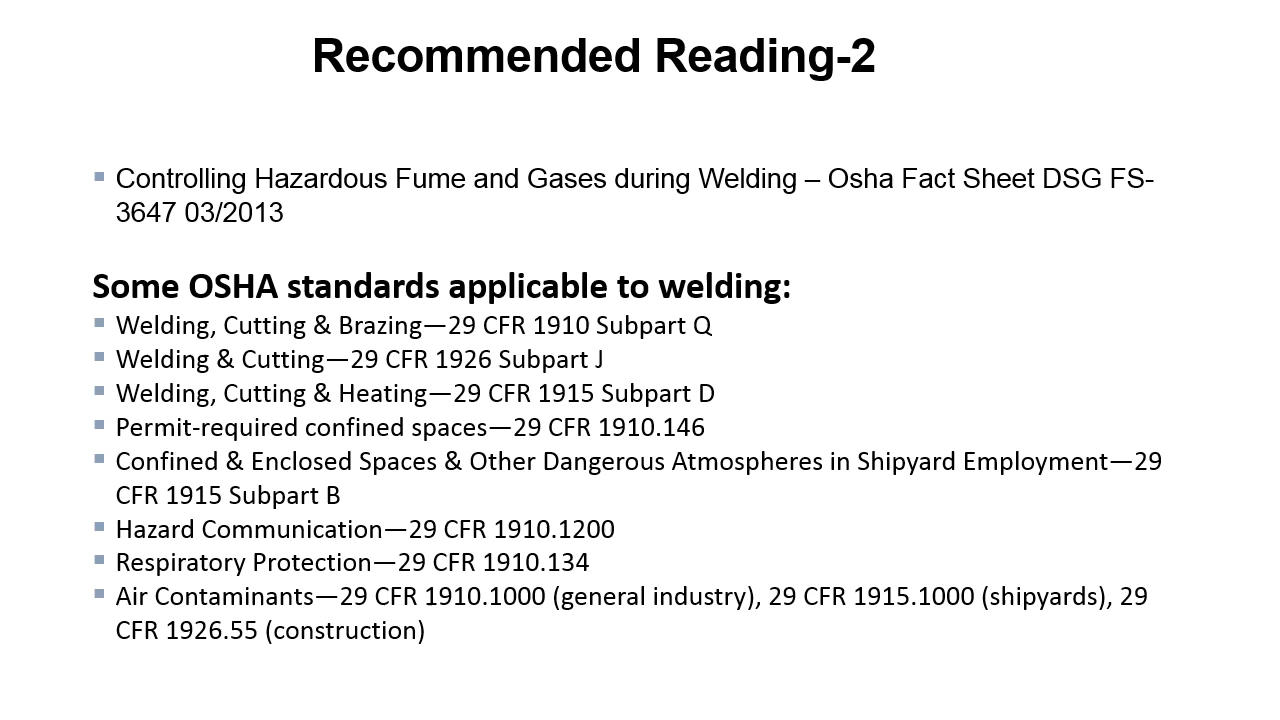 Recommended Reading-2
Controlling Hazardous Fume and Gases during Welding – Osha Fact Sheet DSG FS-
3647 03/2013
Some OSHA standards applicable to welding:
Welding, Cutting & Brazing—29 CFR 1910 Subpart Q
Welding & Cutting—29 CFR 1926 Subpart J
Welding, Cutting & Heating—29 CFR 1915 Subpart D
Permit-required confined spaces—29 CFR 1910.146
Confined & Enclosed Spaces & Other Dangerous Atmospheres in Shipyard Employment—29
CFR 1915 Subpart B
Hazard Communication—29 CFR 1910.1200
Respiratory Protection—29 CFR 1910.134
Air Contaminants—29 CFR 1910.1000 (general industry), 29 CFR 1915.1000 (shipyards), 29
CFR 1926.55 (construction)